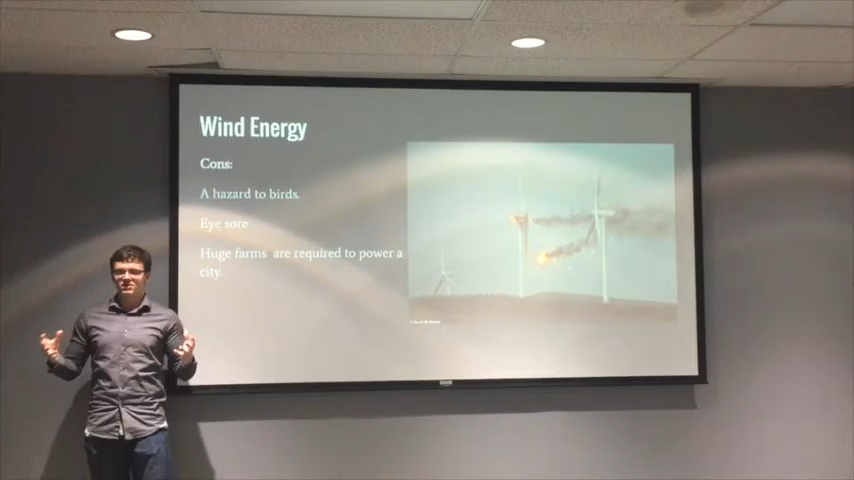 Wind Energy
Cons:
A hazard to birds.
Eye sore
Huge farms are required to power a
city.